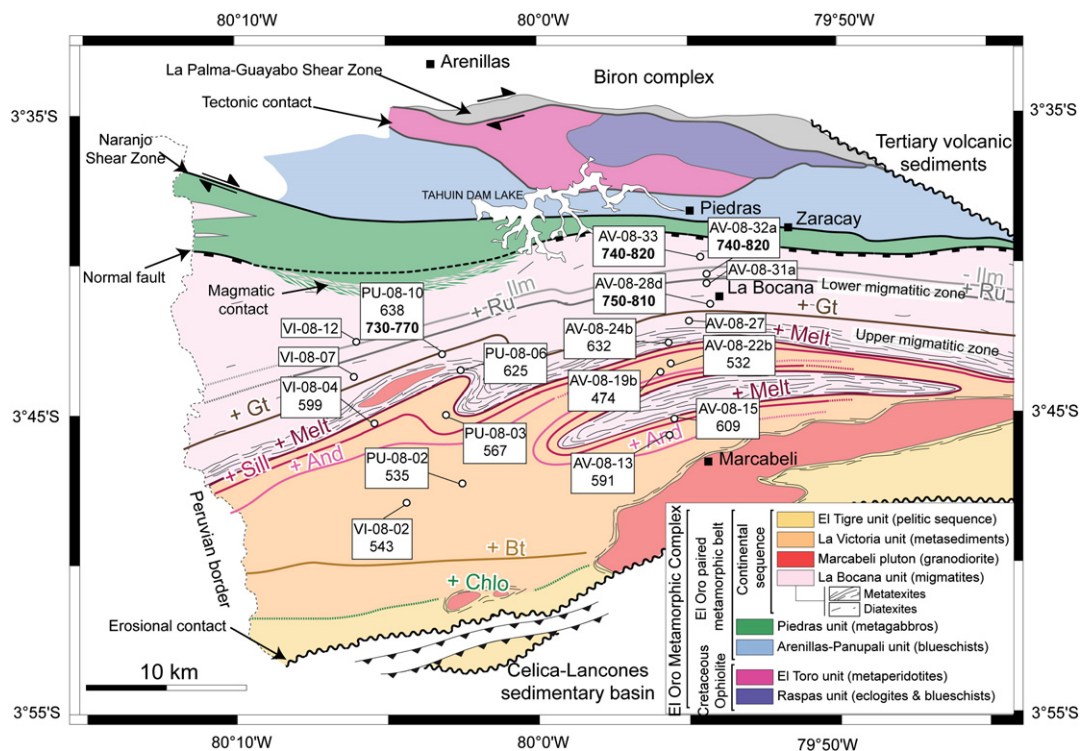 80°10'W
80°00'W
79°50'W
La Palma-Guayabo Shear Zone
Arenillas
Biron complex
Tectonic contact
3°35'S
3°35'S
Naranjo
Shear Zone
Tertiary volcanic
sediments
TAHUIN DAM LAKE
Piedras
Zaracay
AV-08-33
740-820
AV-08-32a
740-820
Normal fault
AV-08-31a
- Ilm
+ Ru
Lower migmatitic zone
Magmatic
contact
PU-08-10
638
730-770
- Ilm
+ Ru
AV-08-28d
750-810
La Bocana
+ Gt
VI-08-12
AV-08-27
AV-08-24b
632
+ Melt
Upper migmatitic zone
VI-08-07
PU-08-06
625
AV-08-22b
532
VI-08-04
599
AV-08-19b
474
+ Melt
3°45'S
3°45'S
+ Gt
+ Melt
AV-08-15
609
+ Sill
+ And
PU-08-03
567
+ And
PU-08-02
535
AV-08-13
591
Marcabeli
VI-08-02
543
Peruvian border
+ Bt
+ Chlo
Erosional contact
10 km
Celica-Lancones
sedimentary basin
El Oro Metamorphic Complex
El Oro paired
metamorphic belt
Continental
sequence
El Tigre unit (pelitic sequence)
La Victoria unit (metasediments)
Marcabeli pluton (granodiorite)
La Bocana unit (migmatites)
Metatexites
Diatexites
Piedras unit (metagabbros)
Arenillas-Panupali unit (blueschists)
Cretaceous
Ophiolite
El Toro unit (metaperidotites)
Raspas unit (eclogites & blueschists)
3°55'S
3°55'S
80°10'W
80°00'W
79°50'W